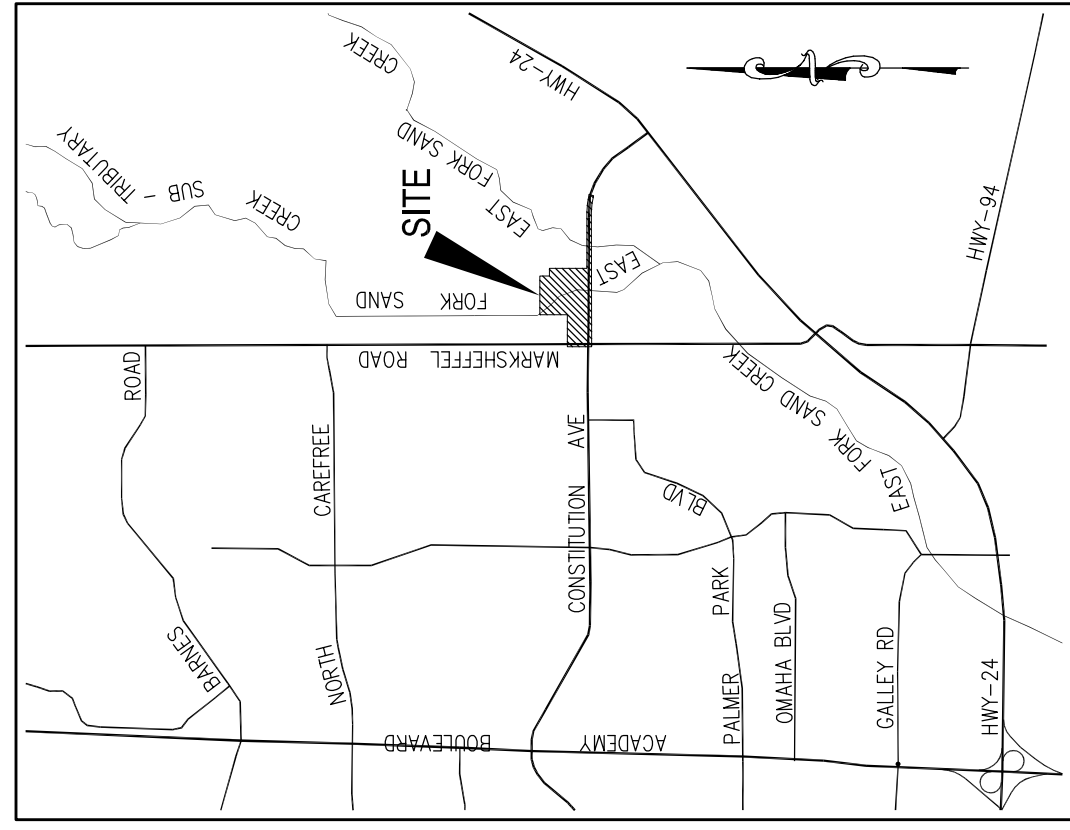 CREEK
HWY-24
TRIBUTARY
SUB - 
CREEK
EAST
FORK SAND
N
SITE
HWY-94
EAST
FORK SAND
MARKSHEFFEL ROAD
ROAD
BARNES
CAREFREE
NORTH
CONSTITUTION AVE
BLVD
PARK
PALMER
OMAHA BLVD
GALLEY RD
EAST FORK SAND CREEK
HWY-24
ACADEMY BOULEVARD